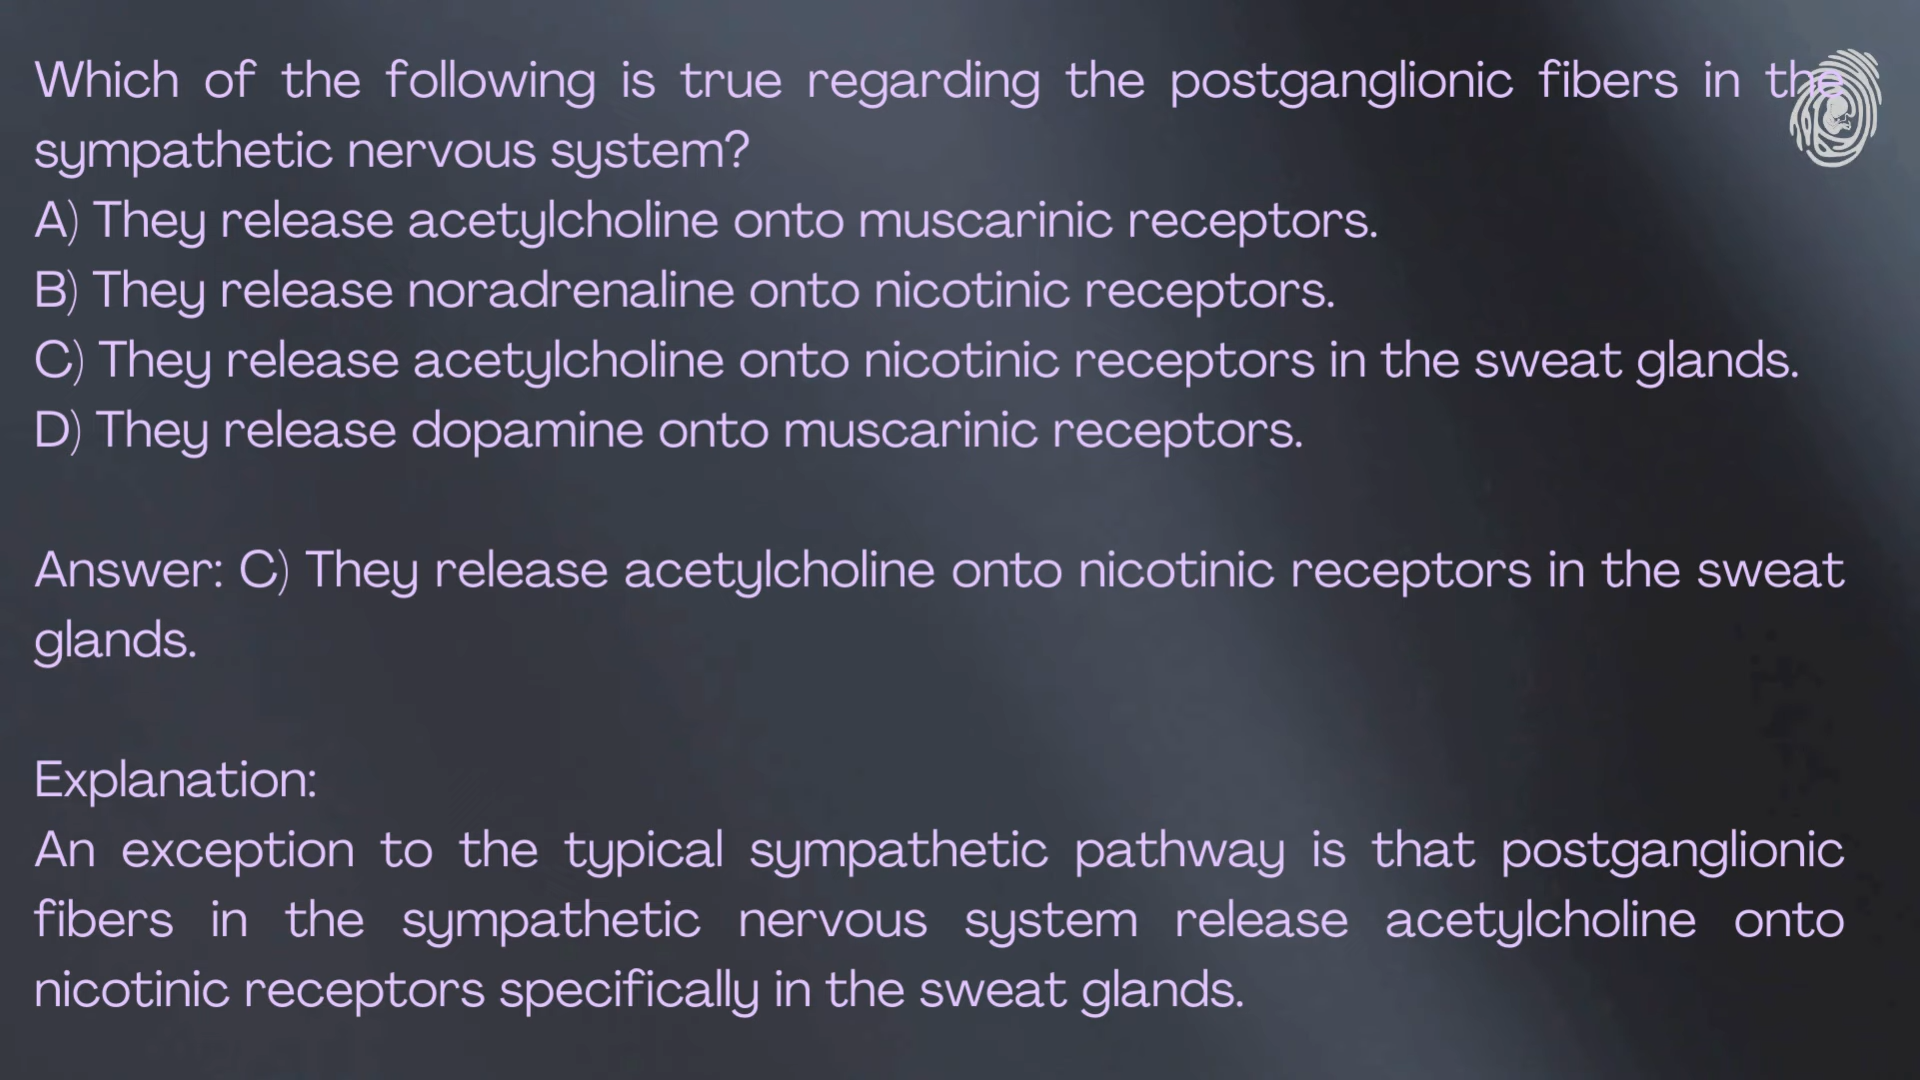 Which of the following is true regarding the postganglionic fibers in the
sympathetic nervous system?
A) They release acetylcholine onto muscarinic receptors.
B) They release noradrenaline onto nicotinic receptors.
C) They release acetylcholine onto nicotinic receptors in the sweat glands.
D) They release dopamine onto muscarinic receptors.
Answer: C) They release acetylcholine onto nicotinic receptors in the sweat
glands.
Explanation:
An exception to the typical sympathetic pathway is that postganglionic
fibers in the sympathetic nervous system release acetylcholine onto
nicotinic receptors specifically in the sweat glands.